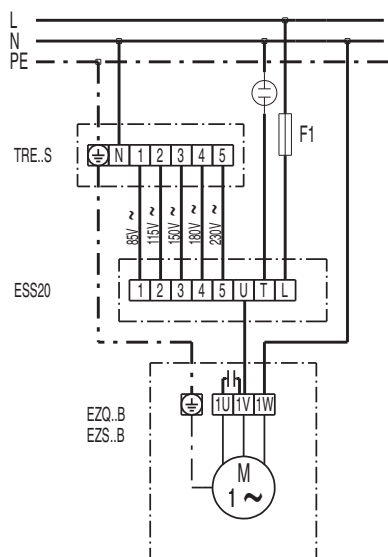 L
N
PE
F1
TRE..S
N 1 2 3 4 5
85V ~
115V ~
150V ~
180V ~
230V ~
ESS20
1 2 3 4 5 U T L
EZQ..B
EZS..B
1U 1V 1W
M
1 ~